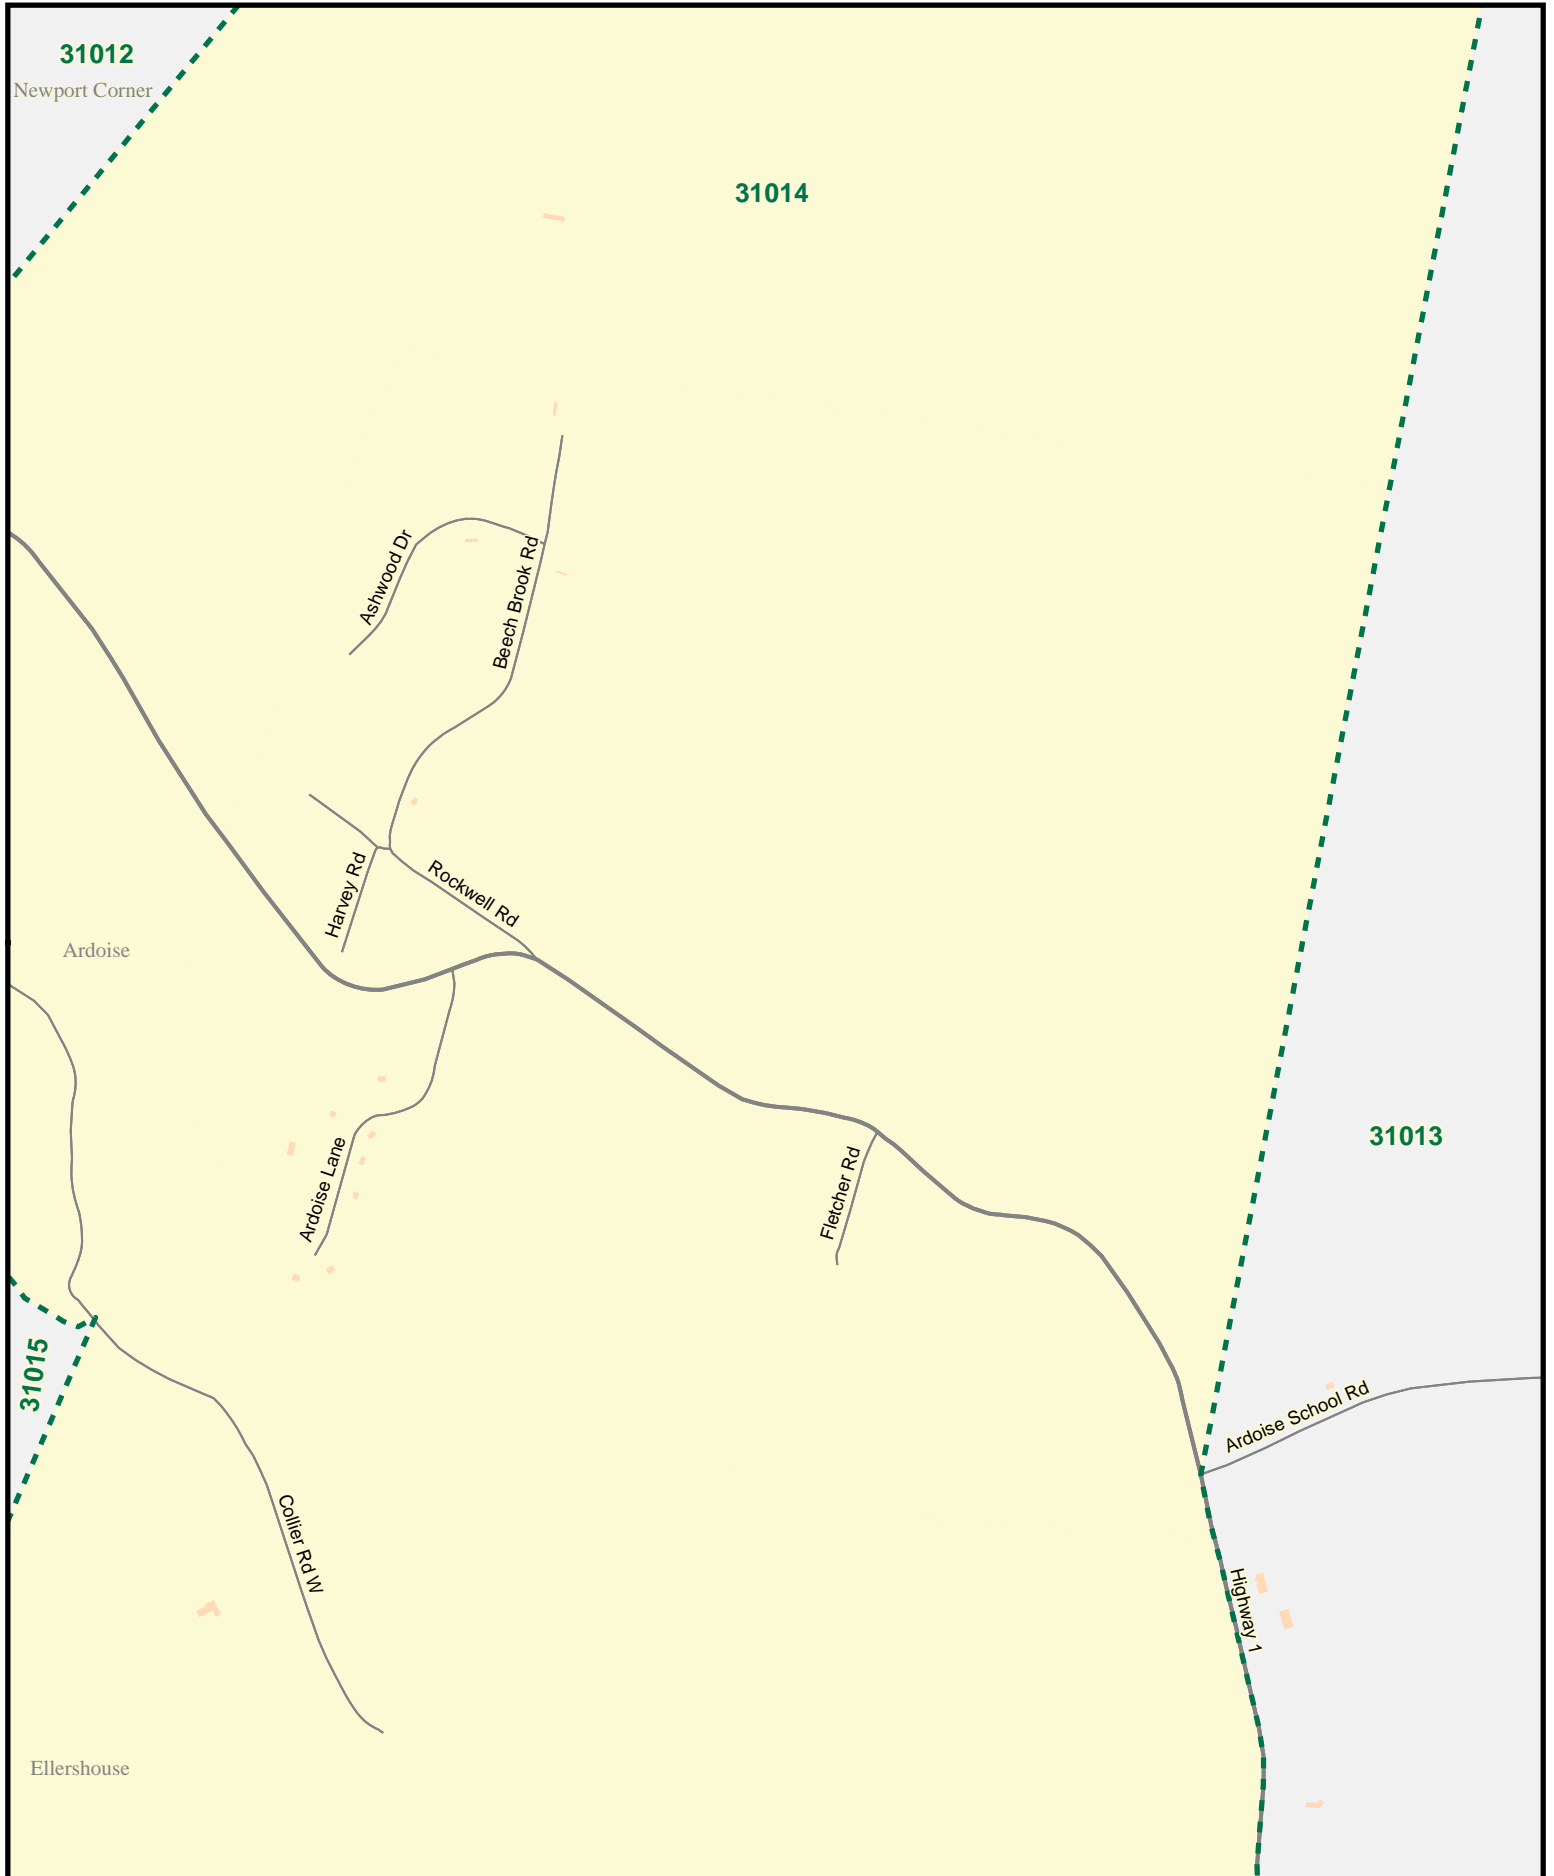 31012
Newport Corner
31014
Ashwood Dr
Beech Brook Rd
Harvey Rd
Rockwell Rd
Ardoise
31013
Ardoise Lane
Fletcher Rd
31015
Ardoise School Rd
Collier Rd W
Highway 1
Ellershouse